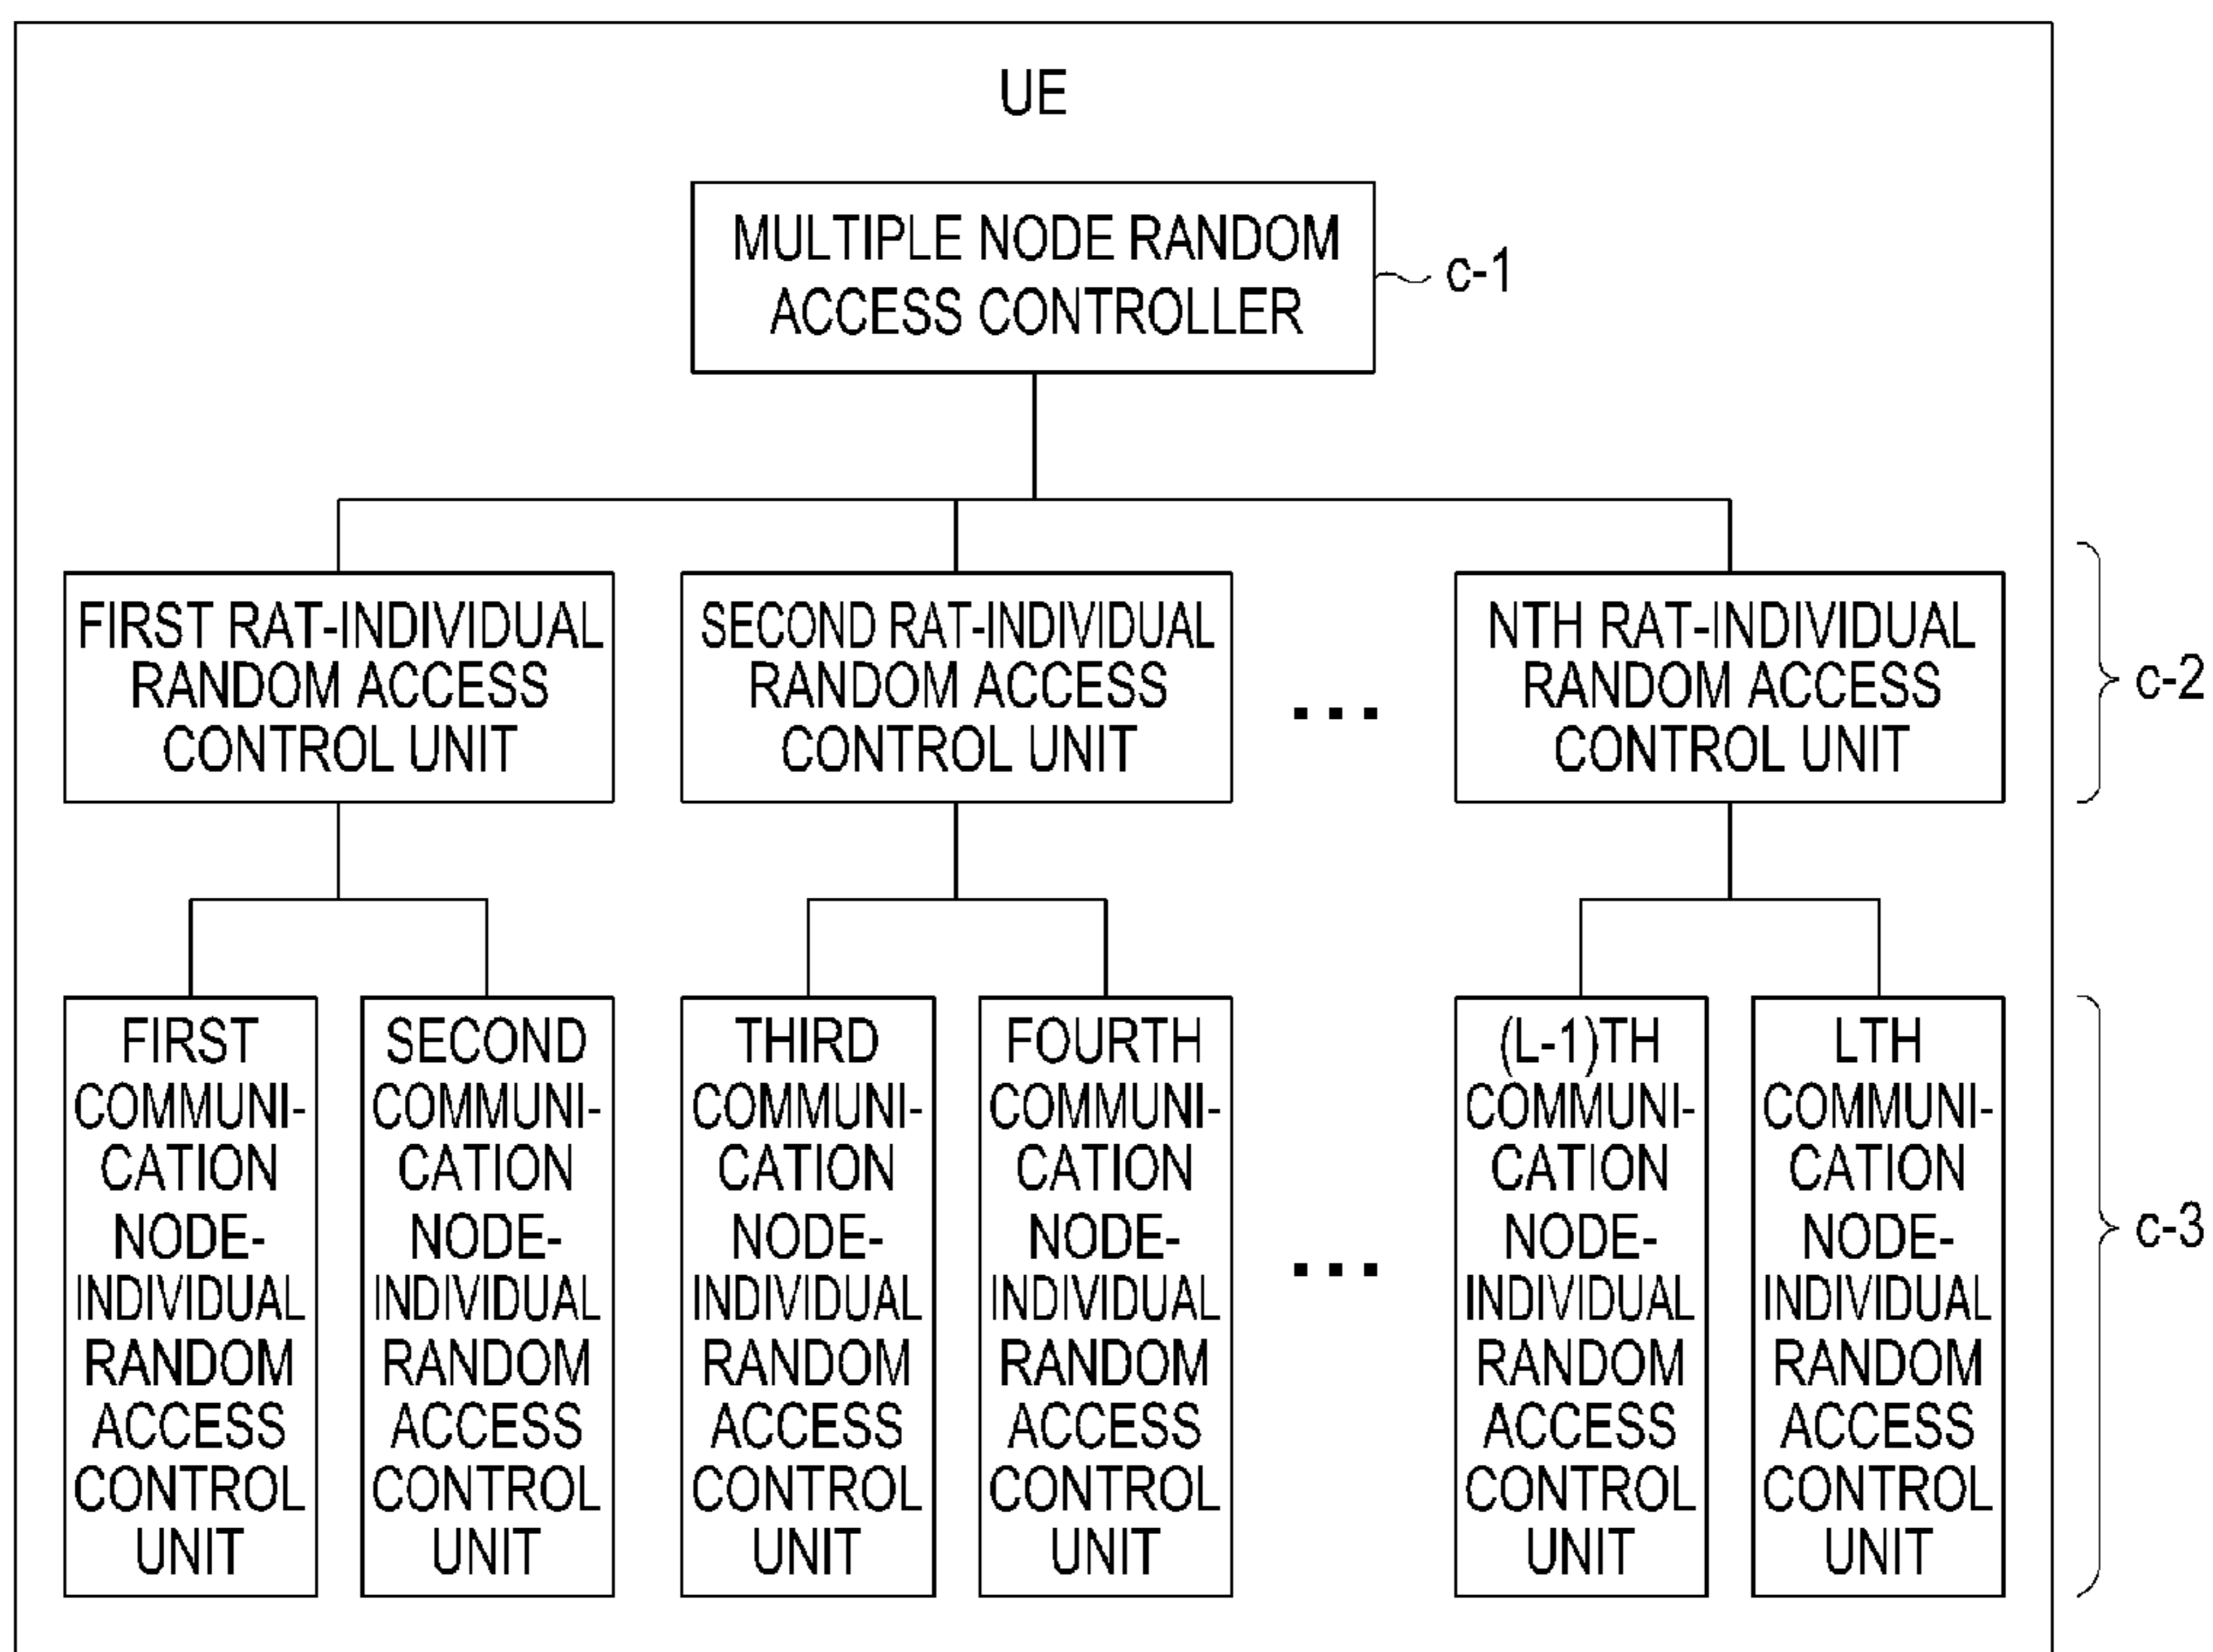 UE
MULTIPLE NODE RANDOM
ACCESS CONTROLLER
c-1
FIRST RAT-INDIVIDUAL
RANDOM ACCESS
CONTROL UNIT
SECOND RAT-INDIVIDUAL
RANDOM ACCESS
CONTROL UNIT
...
NTH RAT-INDIVIDUAL
RANDOM ACCESS
CONTROL UNIT
c-2
FIRST
COMMUNI-
CATION
NODE-
INDIVIDUAL
RANDOM
ACCESS
CONTROL
UNIT
SECOND
COMMUNI-
CATION
NODE-
INDIVIDUAL
RANDOM
ACCESS
CONTROL
UNIT
THIRD
COMMUNI-
CATION
NODE-
INDIVIDUAL
RANDOM
ACCESS
CONTROL
UNIT
FOURTH
COMMUNI-
CATION
NODE-
INDIVIDUAL
RANDOM
ACCESS
CONTROL
UNIT
...
(L-1)TH
COMMUNI-
CATION
NODE-
INDIVIDUAL
RANDOM
ACCESS
CONTROL
UNIT
LTH
COMMUNI-
CATION
NODE-
INDIVIDUAL
RANDOM
ACCESS
CONTROL
UNIT
c-3